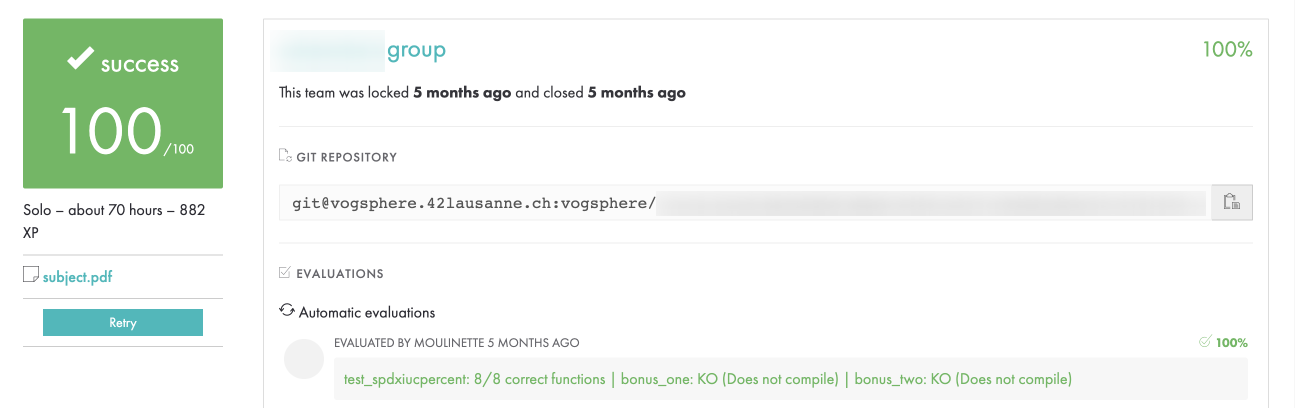 success
100/100
Solo – about 70 hours – 882
XP
subject.pdf
Retry
group
100%
This team was locked 5 months ago and closed 5 months ago
GIT REPOSITORY
git@vogsphere.42lausanne.ch:vogsphere/
EVALUATIONS
Automatic evaluations
EVALUATED BY MOULINETTE 5 MONTHS AGO
100%
test_spdxiucpercent: 8/8 correct functions | bonus_one: KO (Does not compile) | bonus_two: KO (Does not compile)